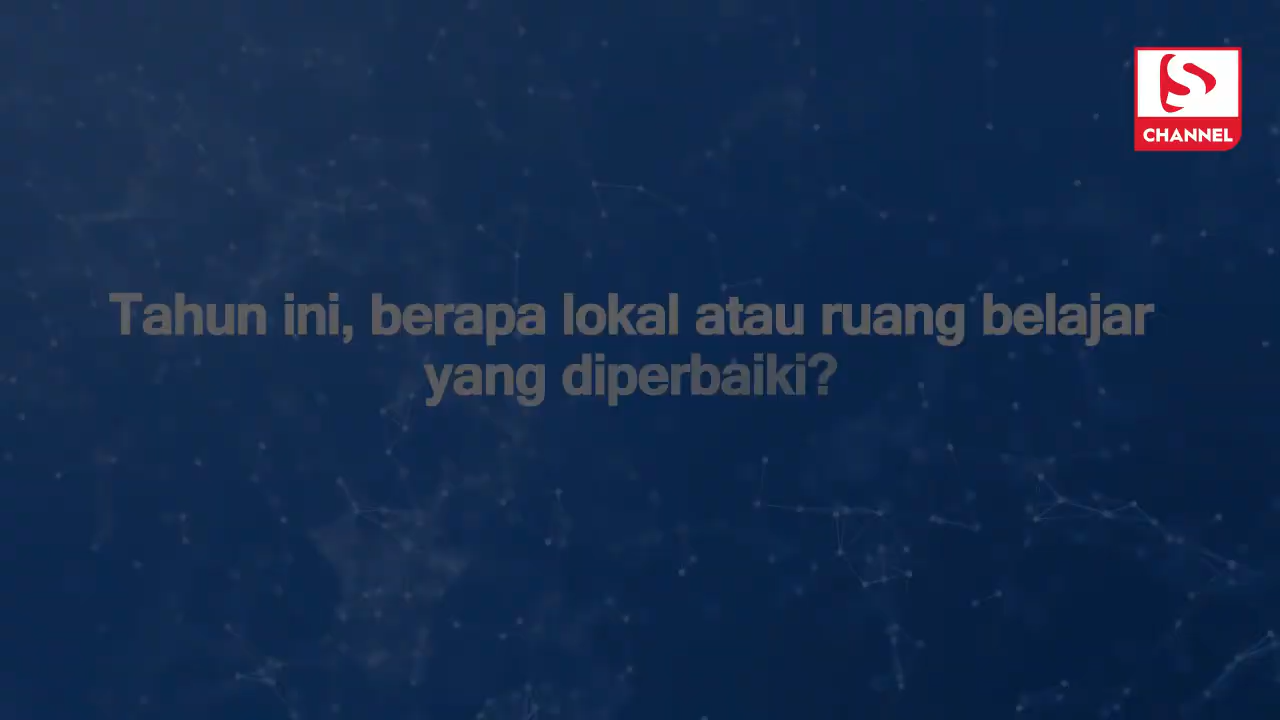 S
CHANNEL
Tahun ini, berapa lokal atau ruang belajar
yang diperbaiki?